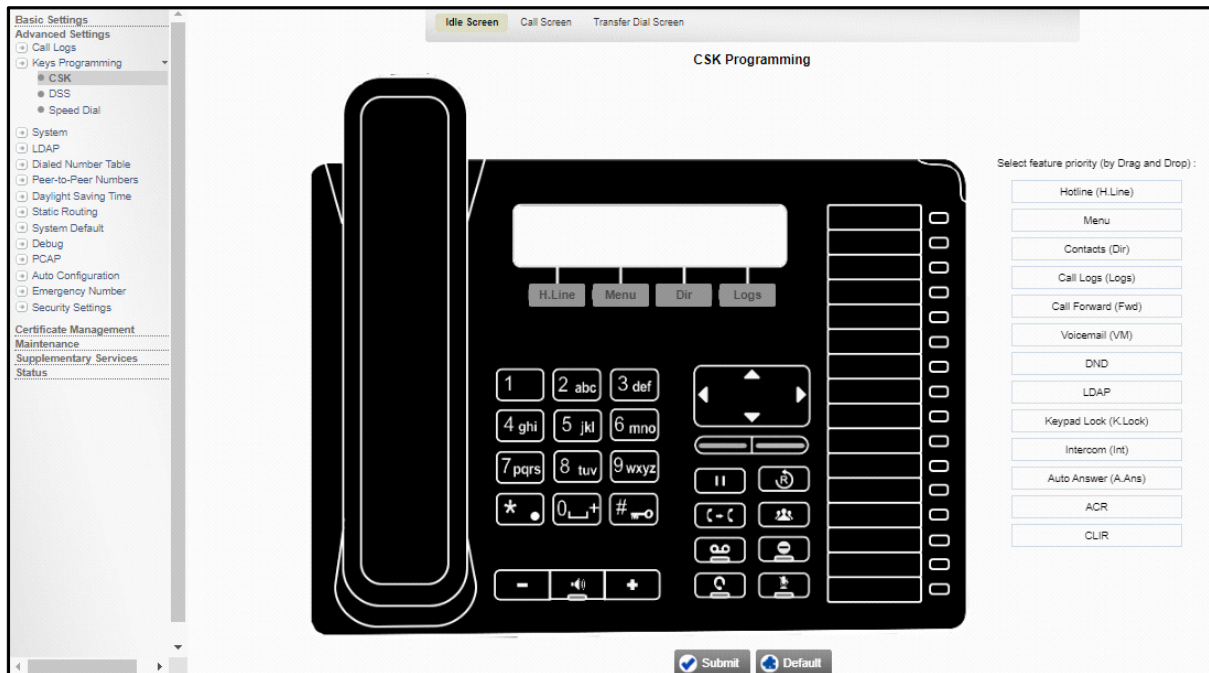 Basic Settings
Advanced Settings
Call Logs
Keys Programming
CSK
DSS
Speed Dial
System
LDAP
Dialed Number Table
Peer-to-Peer Numbers
Daylight Saving Time
Static Routing
System Default
Debug
PCAP
Auto Configuration
Emergency Number
Security Settings
Certificate Management
Maintenance
Supplementary Services
Status
Idle Screen Call Screen Transfer Dial Screen
CSK Programming
H.Line Menu Dir Logs
1 2 abc 3 def
4 ghi 5 jkl 6 mno
7 pqrs 8 tuv 9 wxyz
* 0 + #
R
- +
Select feature priority (by Drag and Drop) :
Hotline (H.Line)
Menu
Contacts (Dir)
Call Logs (Logs)
Call Forward (Fwd)
Voicemail (VM)
DND
LDAP
Keypad Lock (K.Lock)
Intercom (Int)
Auto Answer (A.Ans)
ACR
CLIR
Submit Default